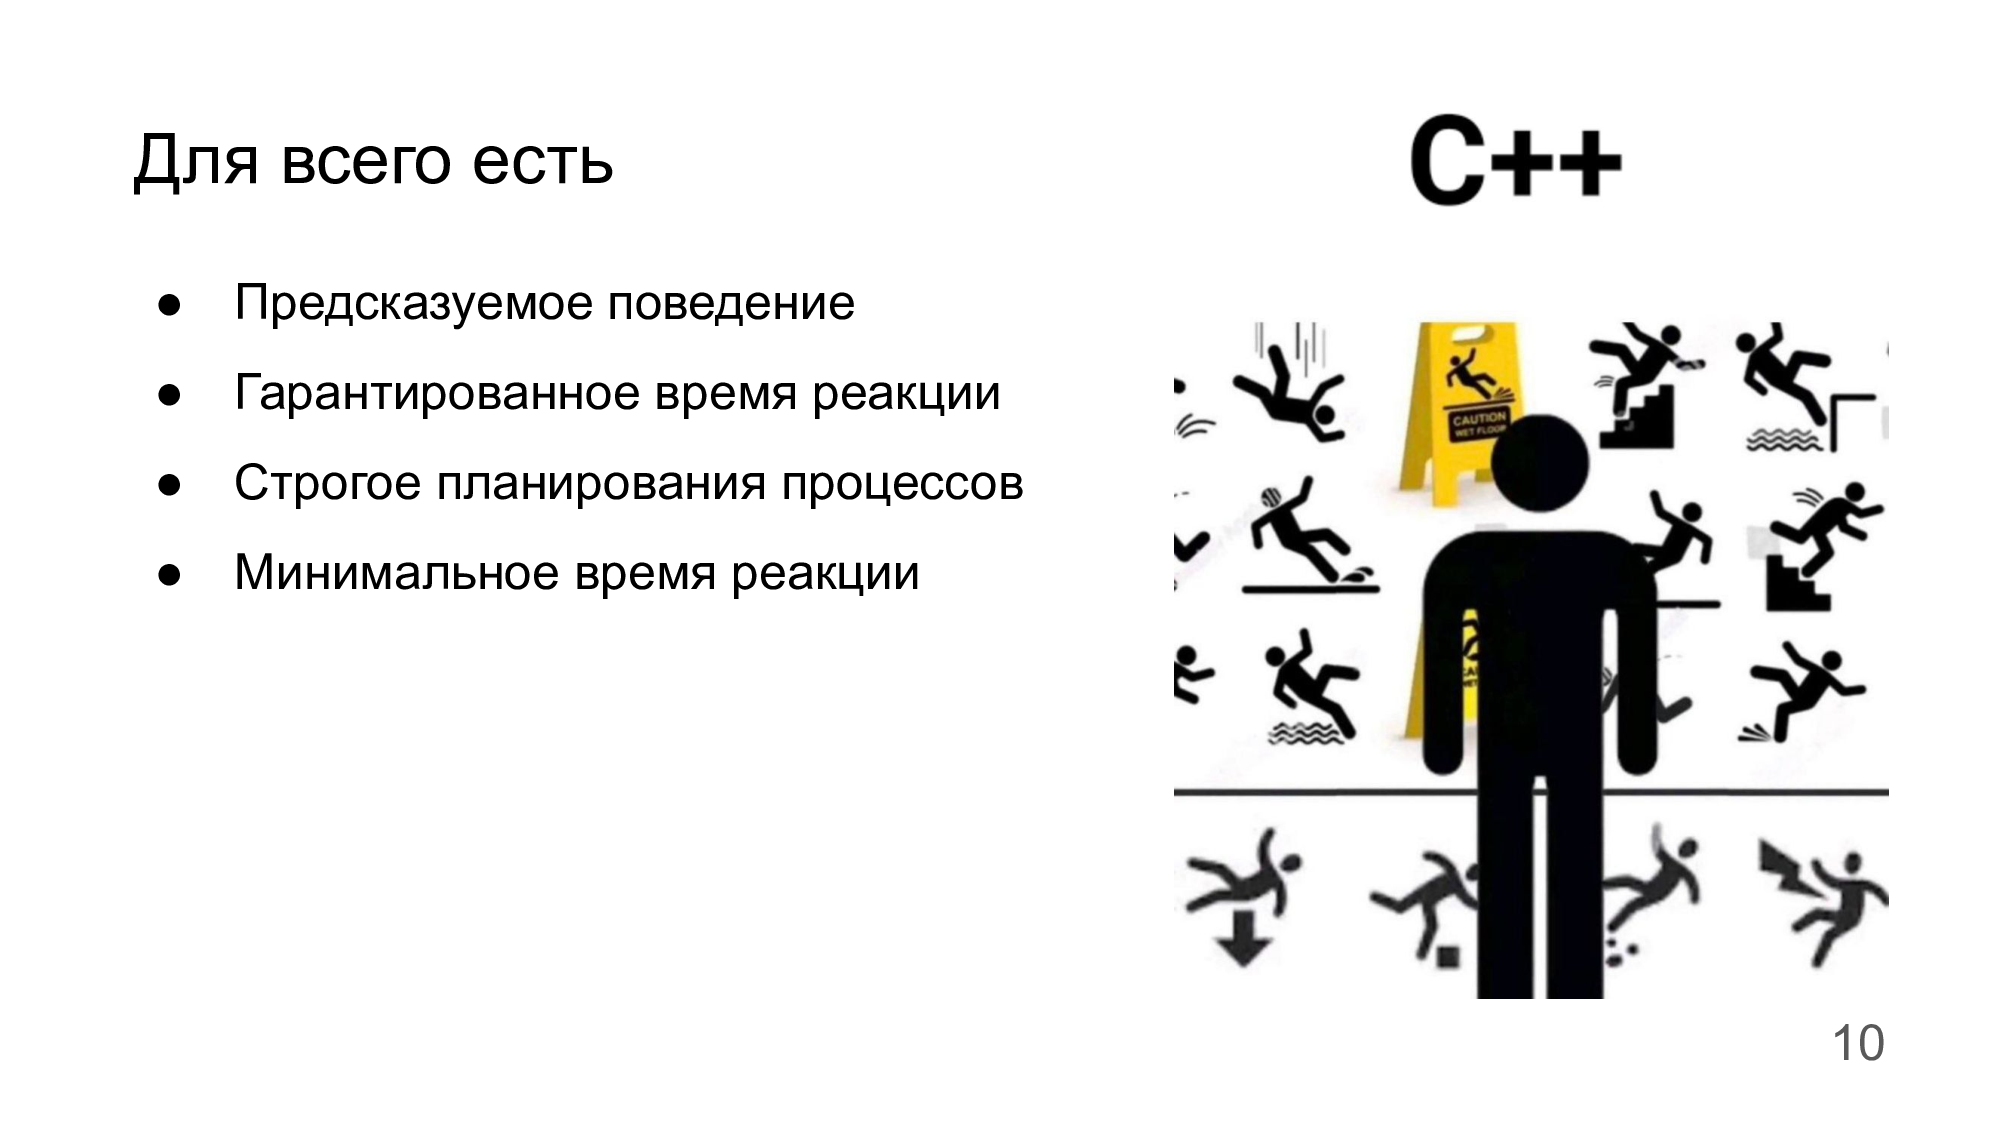 Для всего есть
C++
● Предсказуемое поведение
● Гарантированное время реакции
● Строгое планирования процессов
● Минимальное время реакции
CAUTION
WET FLOOR
10